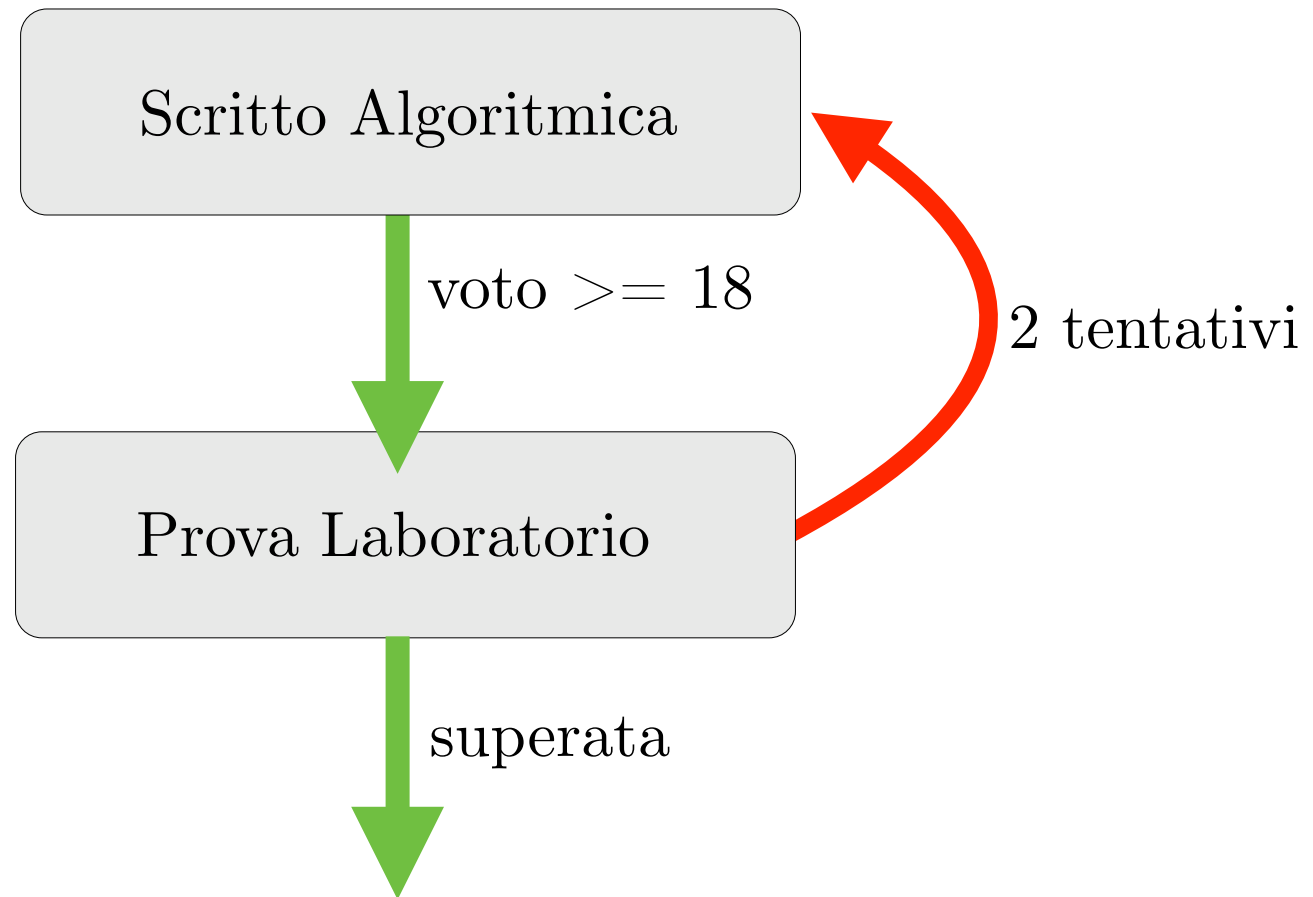 Scritto Algoritmica
voto >= 18
2 tentativi
Prova Laboratorio
superata